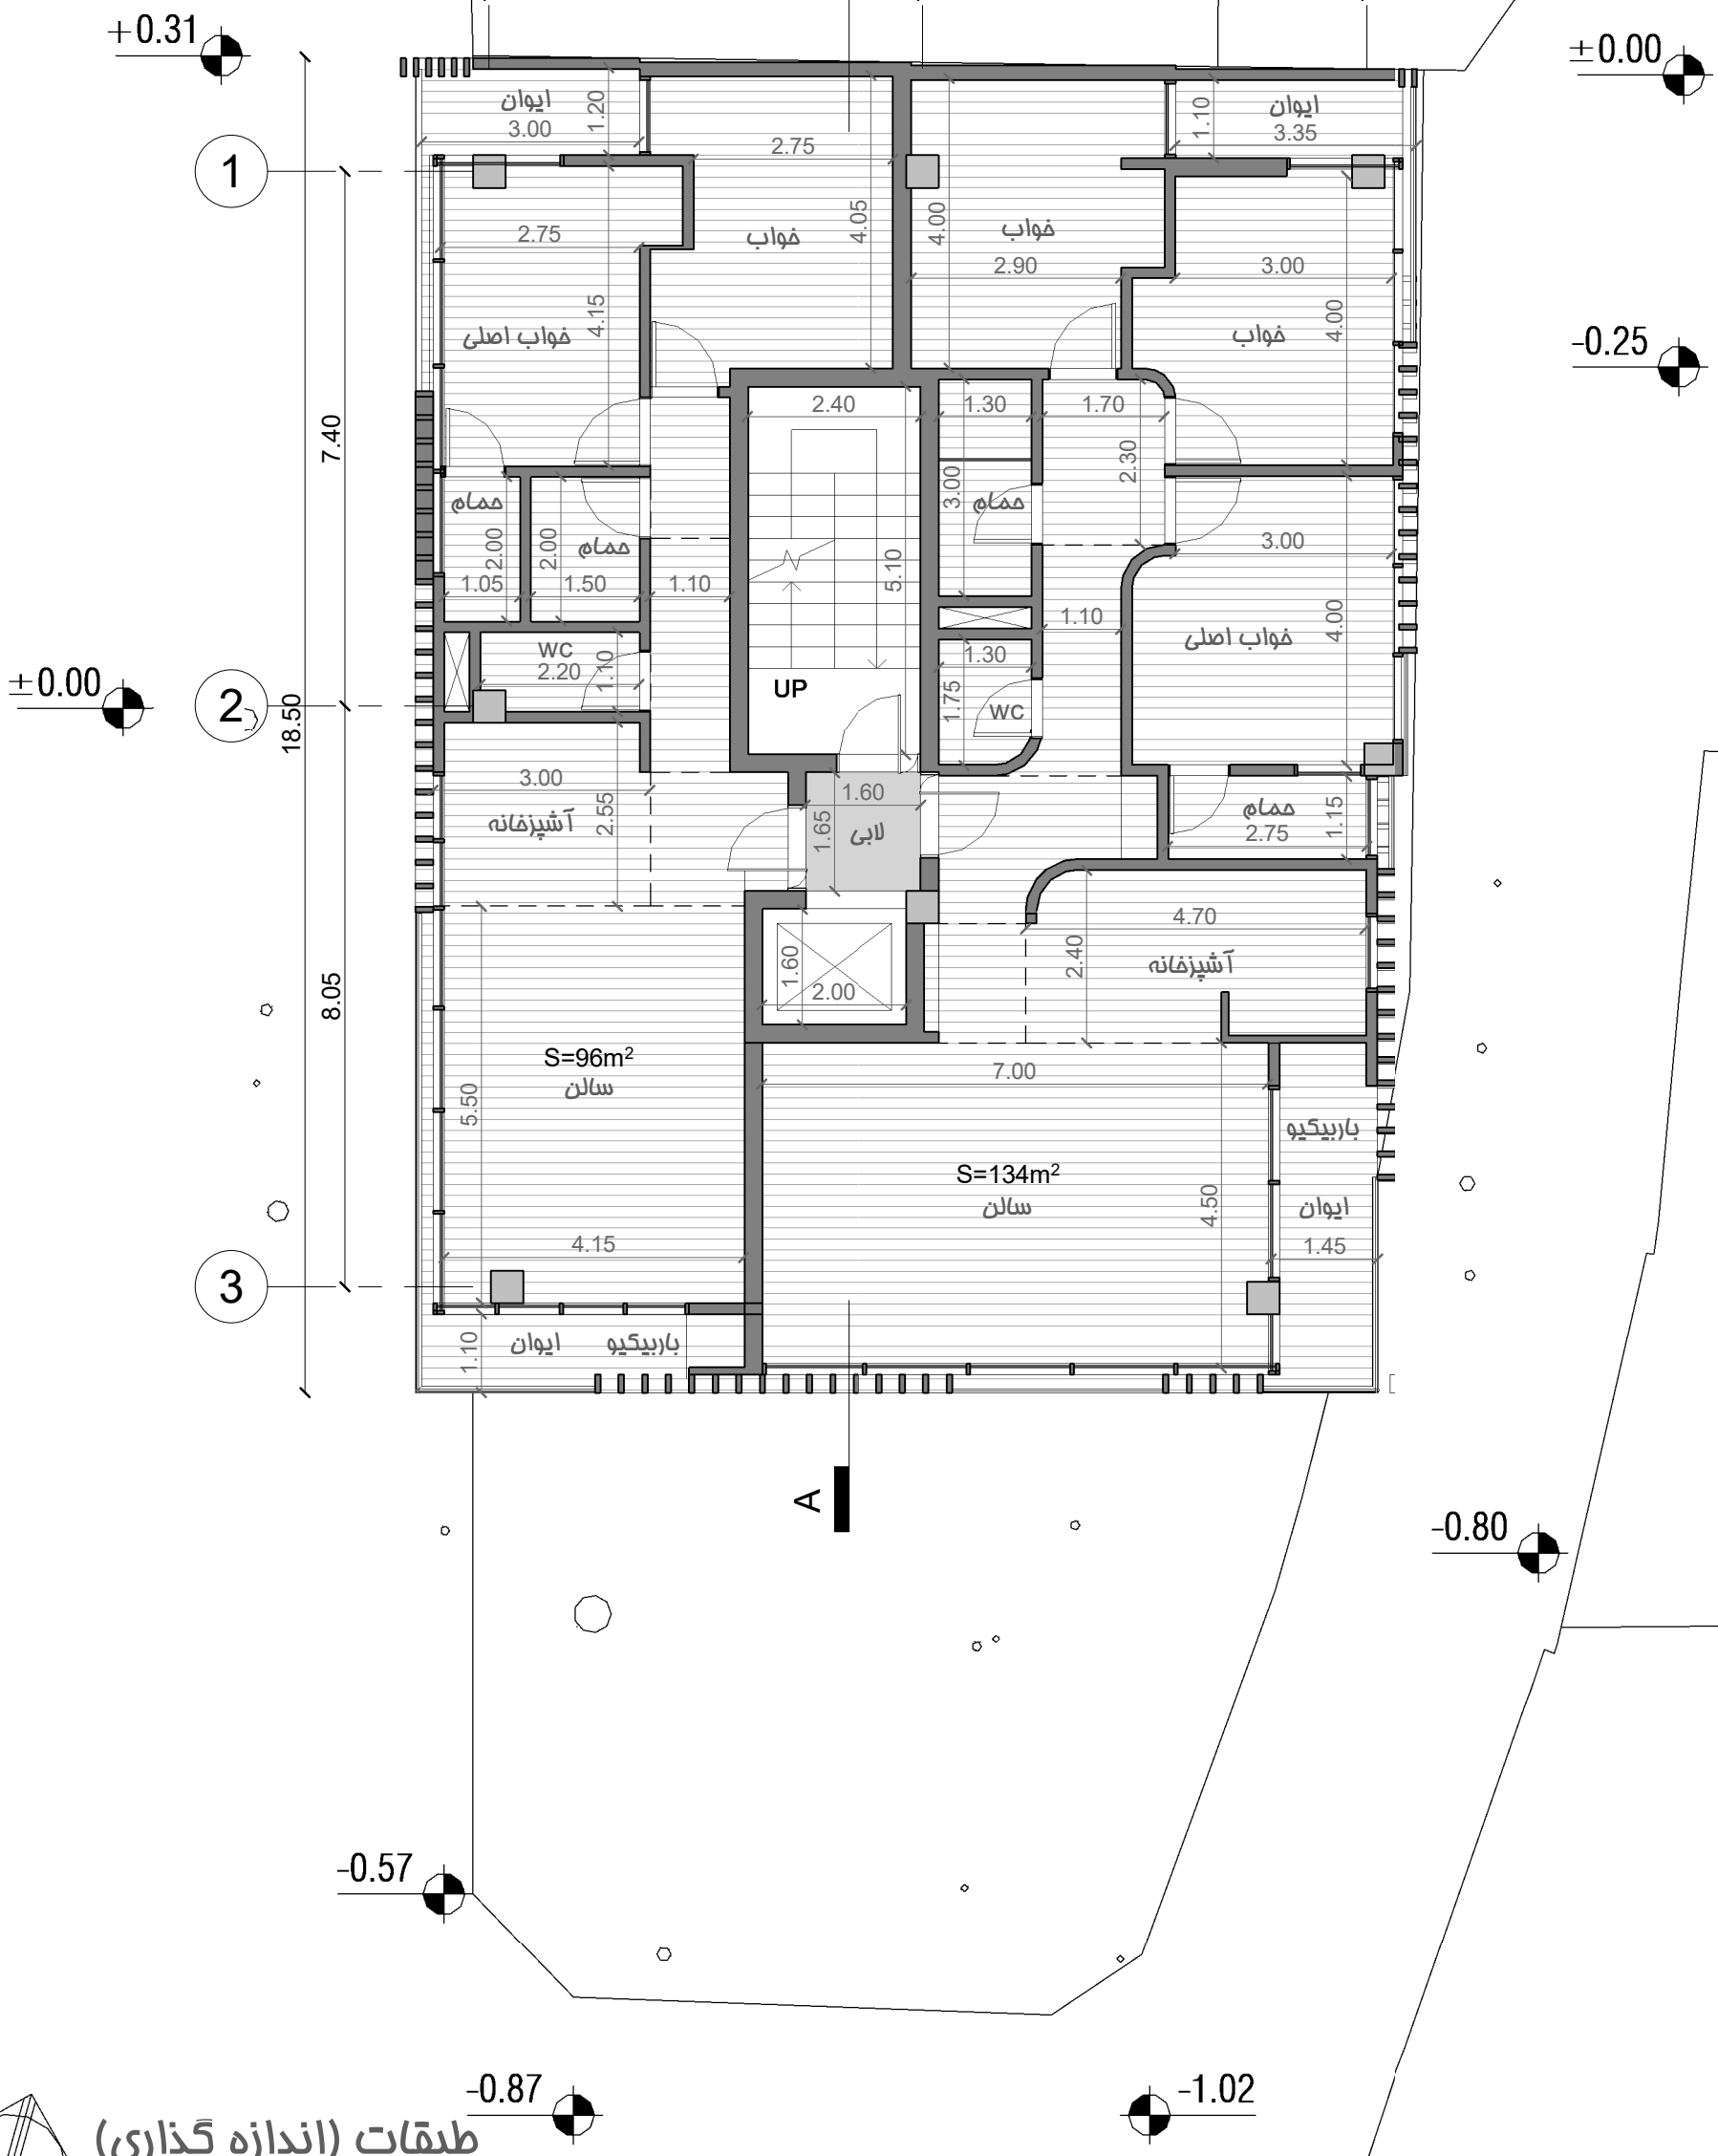 +0.31
±0.00
ایوان
3.00
1.20
1.10
ایوان
3.35
1
2.75
2.75
4.05
خواب
4.00
خواب
2.90
3.00
4.15
خواب اصلی
4.00
خواب
-0.25
7.40
2.40
1.30
1.70
2.30
حمام
2.00
1.05
2.00
حمام
1.50
1.10
5.10
3.00
حمام
3.00
1.10
4.00
خواب اصلی
WC
2.20
1.10
UP
1.30
1.75
WC
±0.00
2
18.50
3.00
آشپزخانه
2.55
1.60
1.65
لابی
حمام
2.75
1.15
4.70
2.40
آشپزخانه
1.60
2.00
8.05
S=96m²
سالن
5.50
7.00
باربیکیو
S=134m²
سالن
4.50
ایوان
1.45
4.15
3
1.10
ایوان
باربیکیو
A
-0.80
-0.57
-0.87
-1.02
طبقات (اندازه گذاری)